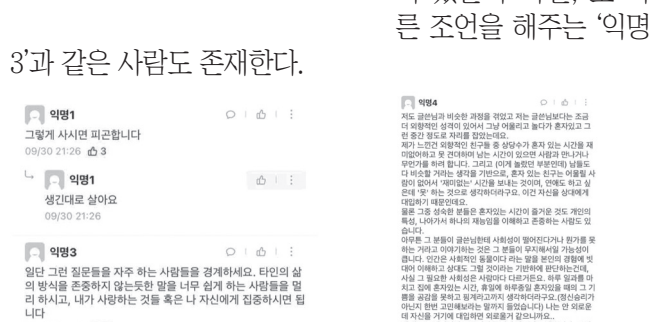 른 조언을 해주는 ‘익명
3’과 같은 사람도 존재한다.
익명1
그렇게 사시면 피곤합니다
09/30 21:26 3
익명1
생긴대로 살아요
09/30 21:26
익명3
일단 그런 질문들을 자주 하는 사람들을 경계하세요. 타인의 삶
의 방식을 존중하지 않는듯한 말을 너무 쉽게 하는 사람들을 멀
리 하시고, 내가 사랑하는 것들 혹은 나 자신에게 집중하시면 됩
니다
익명4
저도 글쓴님과 비슷한 과정을 겪었고 저는 글쓴님보다는 조금
더 외향적인 성격이 있어서 그냥 어울리고 놀다가 혼자있고 그
런 중간 정도로 자리를 잡았는데요.
제가 느낀건 외향적인 친구들 중 상당수가 혼자 있는 시간을 재
미없어하고 못 견뎌하며 남는 시간이 있으면 사람과 만나거나
무언가를 하려 합니다. 그리고 (이게 놀랐던 부분인데) 남들도
다 비슷할 거라는 생각을 기반으로, 혼자 있는 친구는 어울릴 사
람이 없어서 '재미없는' 시간을 보내는 것이며, 연애도 하고 싶
은데 '못' 하는 것으로 생각하더라구요. 이건 자신을 상대에게
대입하기 때문인데요.
물론 그중 성숙한 분들은 혼자있는 시간이 즐거운 것도 개인의
특성, 나아가서 하나의 재능임을 이해하고 존중하는 사람도 있
습니다.
아무튼 그 분들이 글쓴님한테 사회성이 떨어진다거나 뭔가를 못
하는 거라고 이야기하는 것은 그 분들이 무지해서일 가능성이
큽니다. 인간은 사회적인 동물이다 라는 말을 본인의 경험에 빗
대어 이해하고 상대도 그럴 것이라는 기반하에 판단하는건데,
사실 그 필요한 사회성은 사람마다 다르거든요. 하루 일과를 마
치고 집에 혼자있는 시간, 휴일에 하루종일 혼자있을 때의 그 기
쁨을 공감을 못하고 핑계라고까지 생각하더라구요.(정신승리가
아닌지 한번 고민해보라는 말까지 들었습니다) 나는 안 외로운
데 자신을 거기에 대입하면 외로울거 같으니까요..